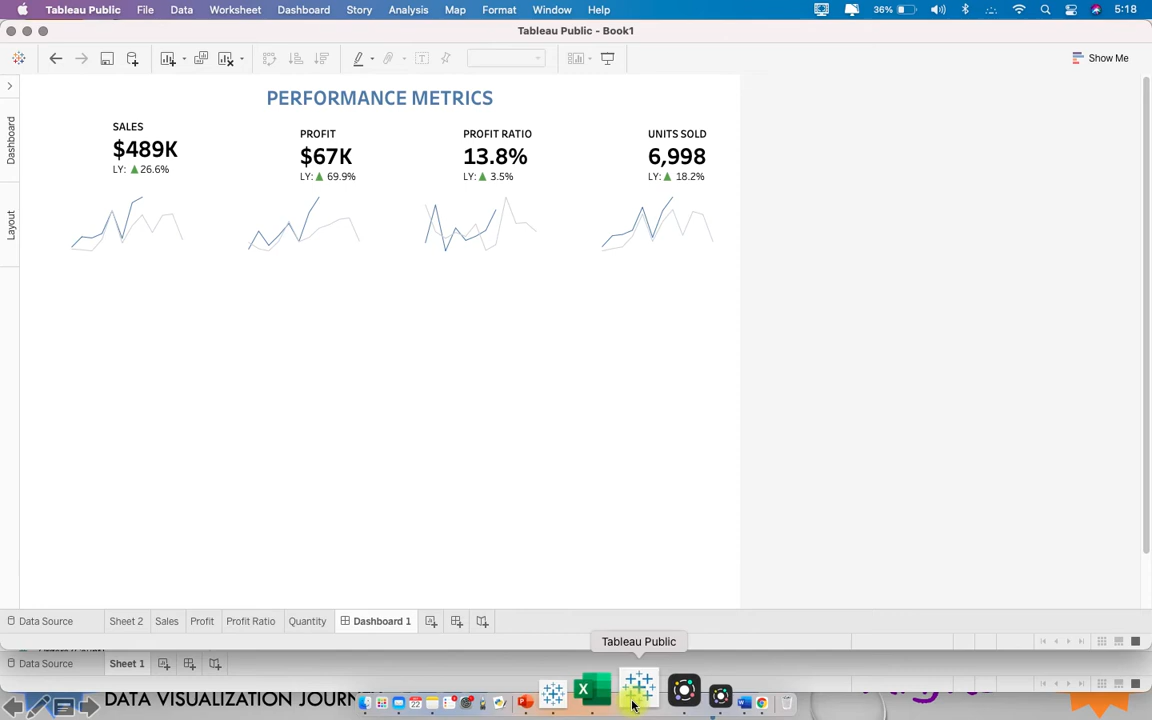 Tableau Public File Data Worksheet Dashboard Story Analysis Map Format Window Help 36% 5:18
Tableau Public - Book1
Show Me
PERFORMANCE METRICS
SALES
$489K
LY: ▲ 26.6%
PROFIT
$67K
LY: ▲ 69.9%
PROFIT RATIO
13.8%
LY: ▲ 3.5%
UNITS SOLD
6,998
LY: ▲ 18.2%
Dashboard
Layout
Data Source Sheet 2 Sales Profit Profit Ratio Quantity Dashboard 1
Tableau Public
Data Source Sheet 1
DATA VISUALIZATION JOURNE
22